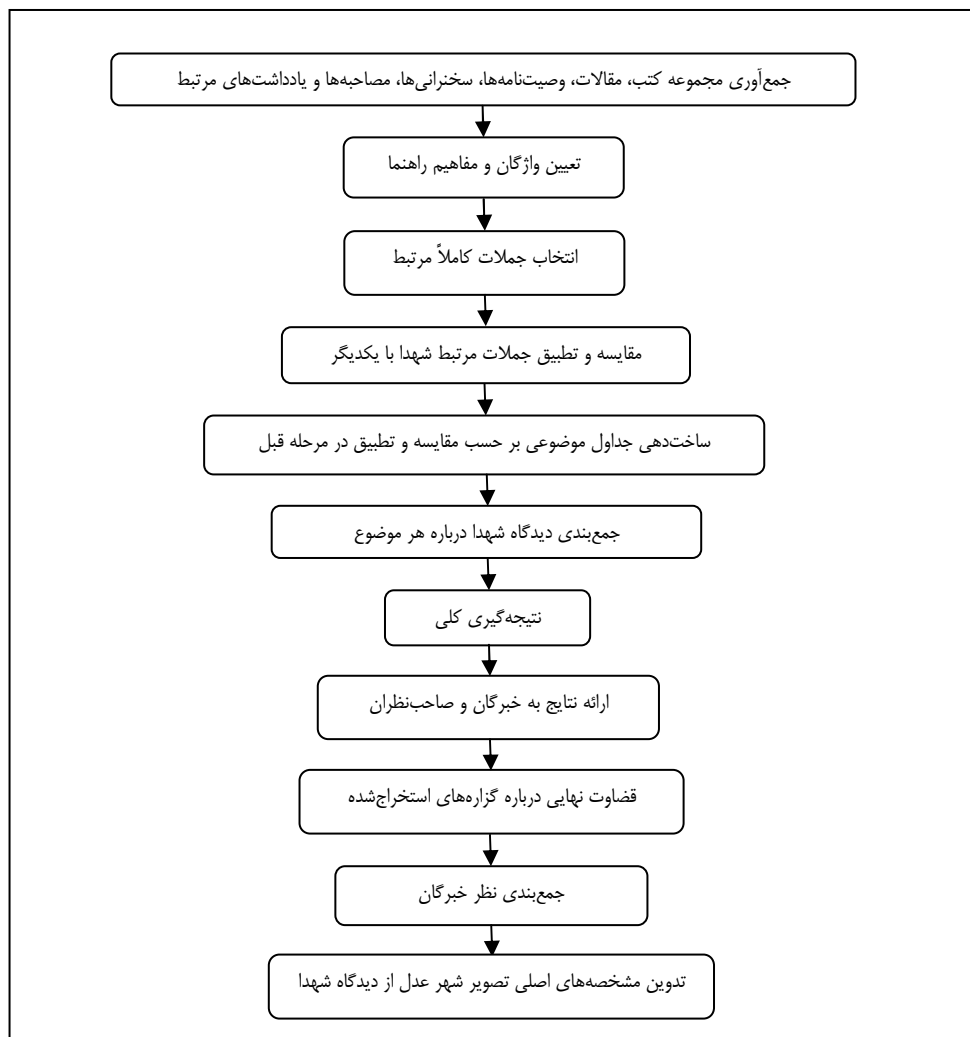 جمع‌آوری مجموعه کتب، مقالات، وصیت‌نامه‌ها، سخنرانی‌ها، مصاحبه‌ها و یادداشت‌های مرتبط
تعیین واژگان و مفاهیم راهنما
انتخاب جملات کاملاً مرتبط
مقایسه و تطبیق جملات مرتبط شهدا با یکدیگر
ساخت‌دهی جداول موضوعی بر حسب مقایسه و تطبیق در مرحله قبل
جمع‌بندی دیدگاه شهدا درباره هر موضوع
نتیجه‌گیری کلی
ارائه نتایج به خبرگان و صاحب‌نظران
قضاوت نهایی درباره گزاره‌های استخراج‌شده
جمع‌بندی نظر خبرگان
تدوین مشخصه‌های اصلی تصویر شهر عدل از دیدگاه شهدا